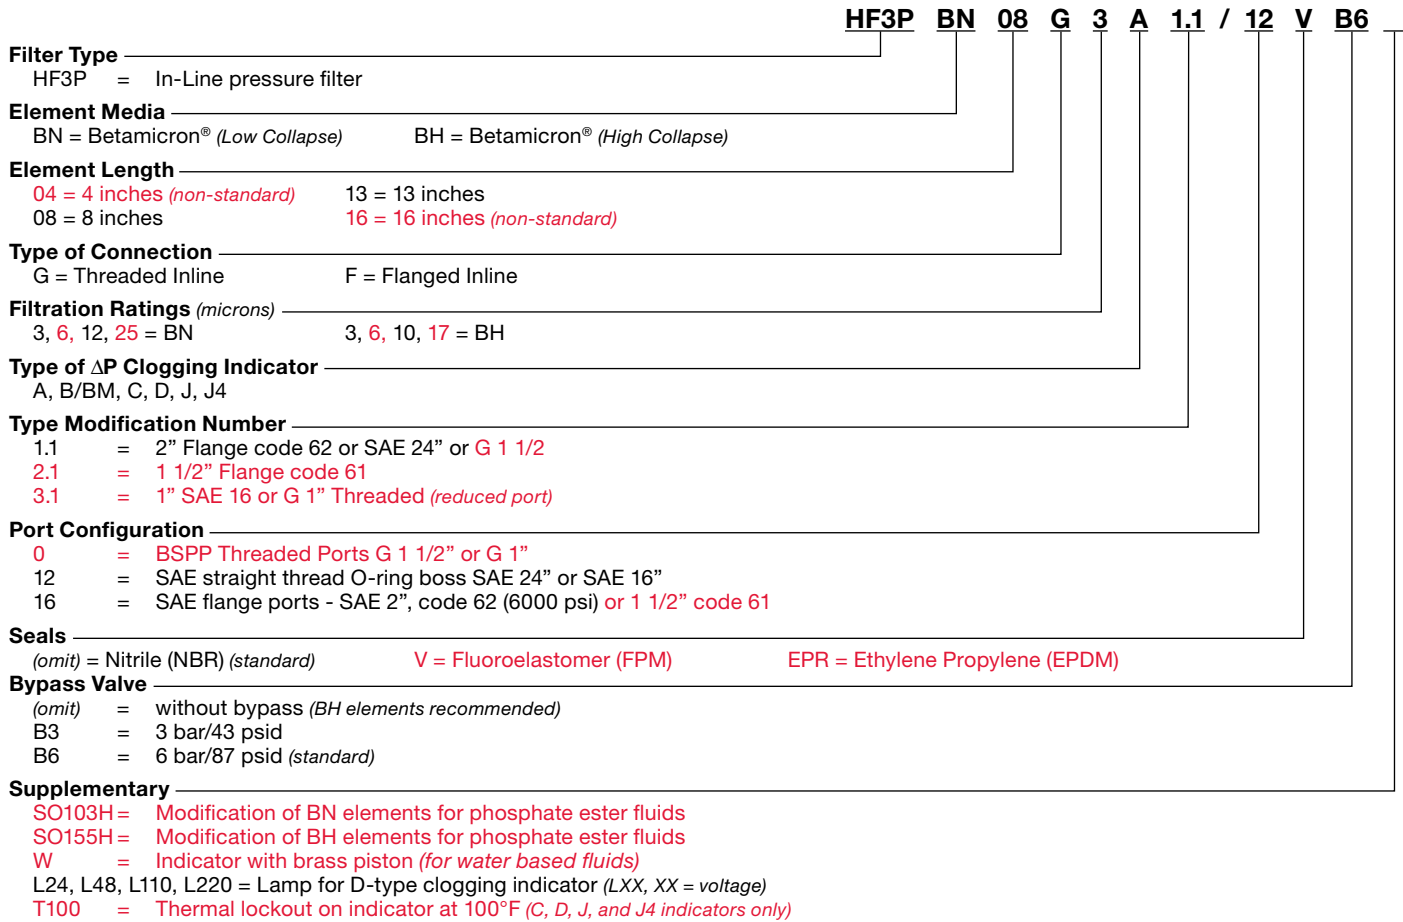 HF3P BN 08 G 3 A 1.1 / 12 V B6
Filter Type
HF3P = In-Line pressure filter
Element Media
BN = Betamicron® (Low Collapse) BH = Betamicron® (High Collapse)
Element Length
04 = 4 inches (non-standard) 13 = 13 inches
08 = 8 inches 16 = 16 inches (non-standard)
Type of Connection
G = Threaded Inline F = Flanged Inline
Filtration Ratings (microns)
3, 6, 12, 25 = BN 3, 6, 10, 17 = BH
Type of ∆P Clogging Indicator
A, B/BM, C, D, J, J4
Type Modification Number
1.1 = 2” Flange code 62 or SAE 24” or G 1 1/2
2.1 = 1 1/2” Flange code 61
3.1 = 1” SAE 16 or G 1” Threaded (reduced port)
Port Configuration
0 = BSPP Threaded Ports G 1 1/2” or G 1”
12 = SAE straight thread O-ring boss SAE 24” or SAE 16”
16 = SAE flange ports - SAE 2”, code 62 (6000 psi) or 1 1/2” code 61
Seals
(omit) = Nitrile (NBR) (standard) V = Fluoroelastomer (FPM) EPR = Ethylene Propylene (EPDM)
Bypass Valve
(omit) = without bypass (BH elements recommended)
B3 = 3 bar/43 psid
B6 = 6 bar/87 psid (standard)
Supplementary
SO103H = Modification of BN elements for phosphate ester fluids
SO155H = Modification of BH elements for phosphate ester fluids
W = Indicator with brass piston (for water based fluids)
L24, L48, L110, L220 = Lamp for D-type clogging indicator (LXX, XX = voltage)
T100 = Thermal lockout on indicator at 100°F (C, D, J, and J4 indicators only)